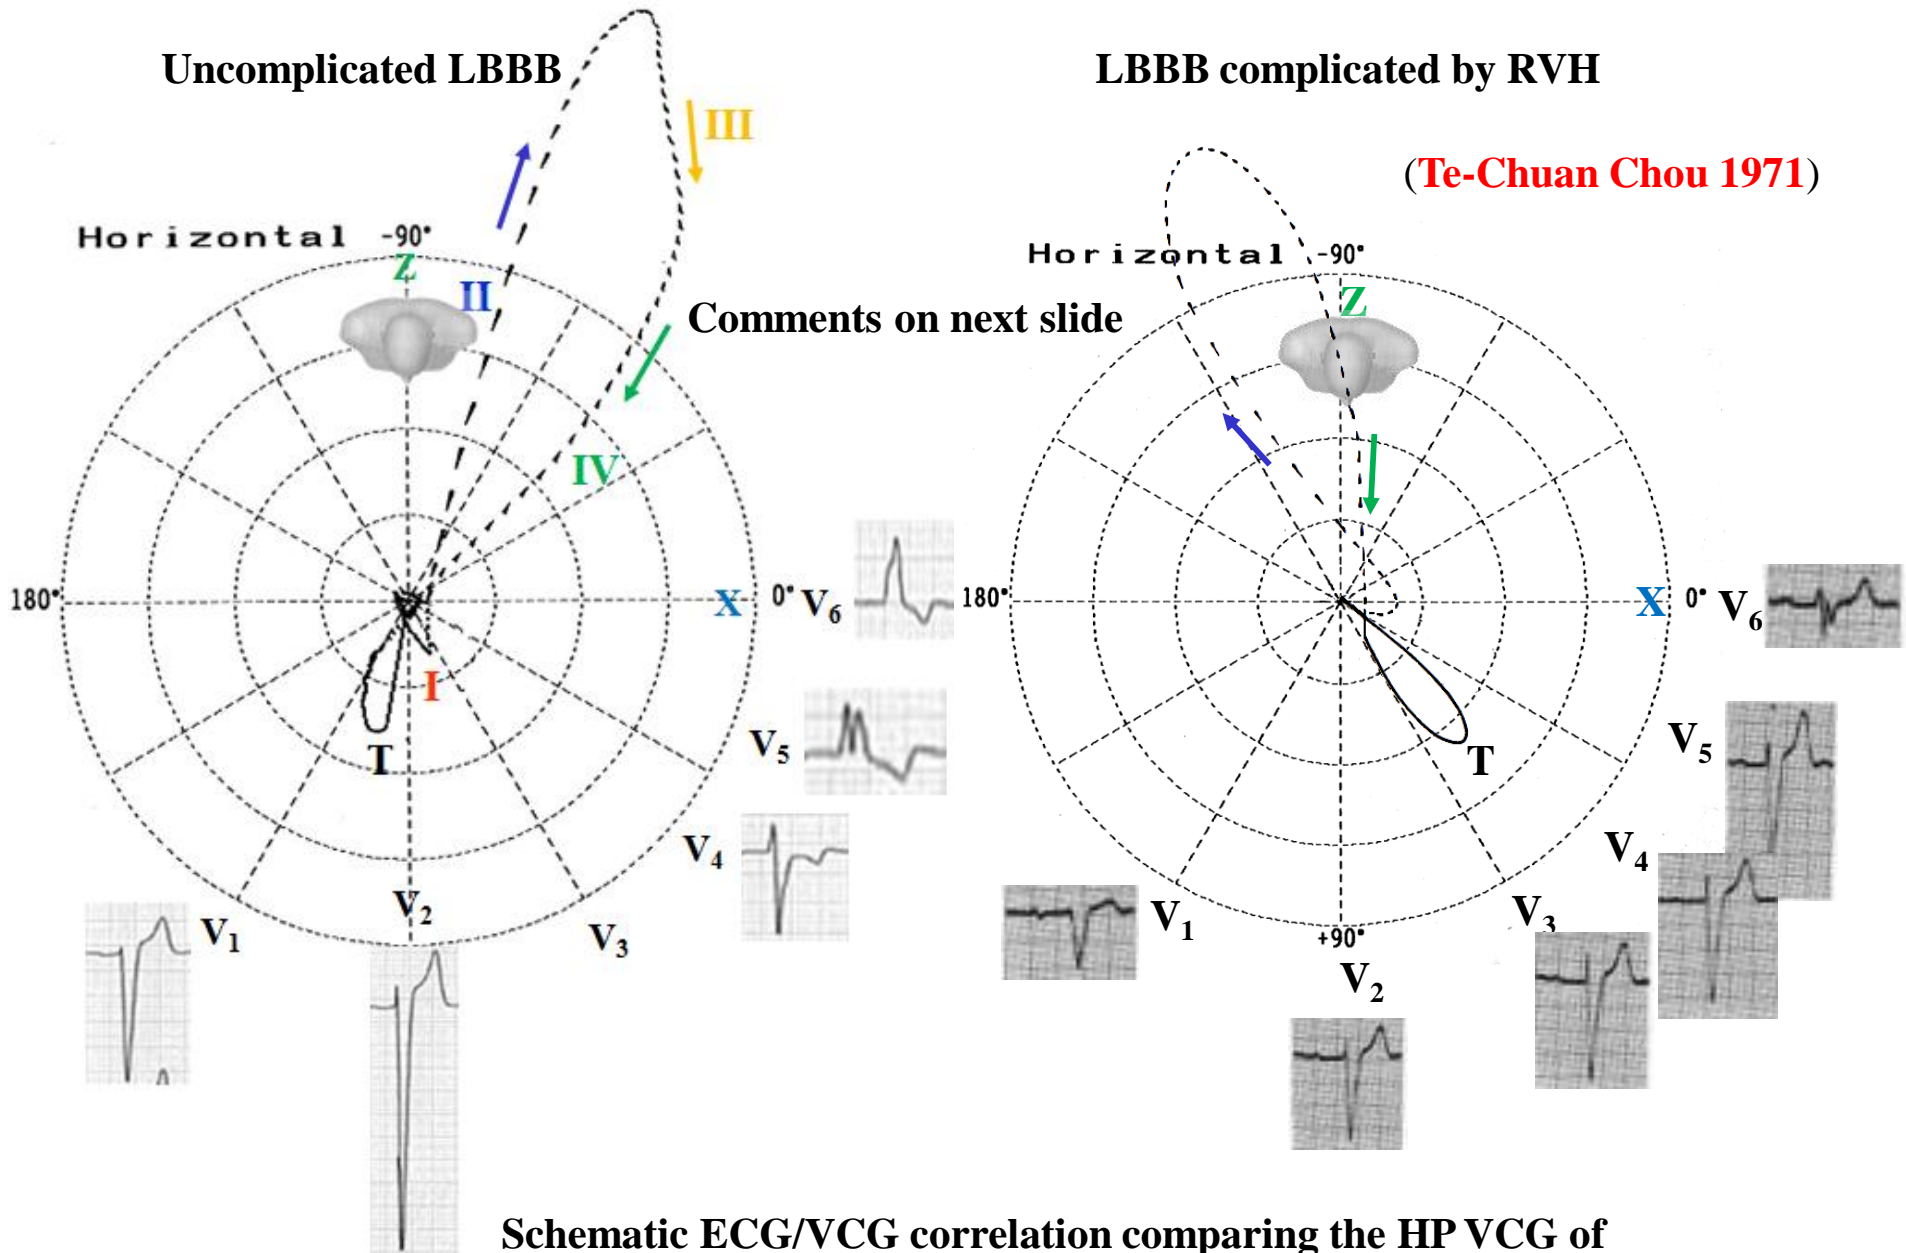 Uncomplicated LBBB
LBBB complicated by RVH
(Te-Chuan Chou 1971)
III
Horizontal -90°
Z
II
Comments on next slide
IV
180°
X
0° V6
I
T
V5
V4
V2
V1
V3
Horizontal -90°
Z
180°
X
0° V6
V5
T
V4
V3
V1
+90°
V2
Schematic ECG/VCG correlation comparing the HP VCG of